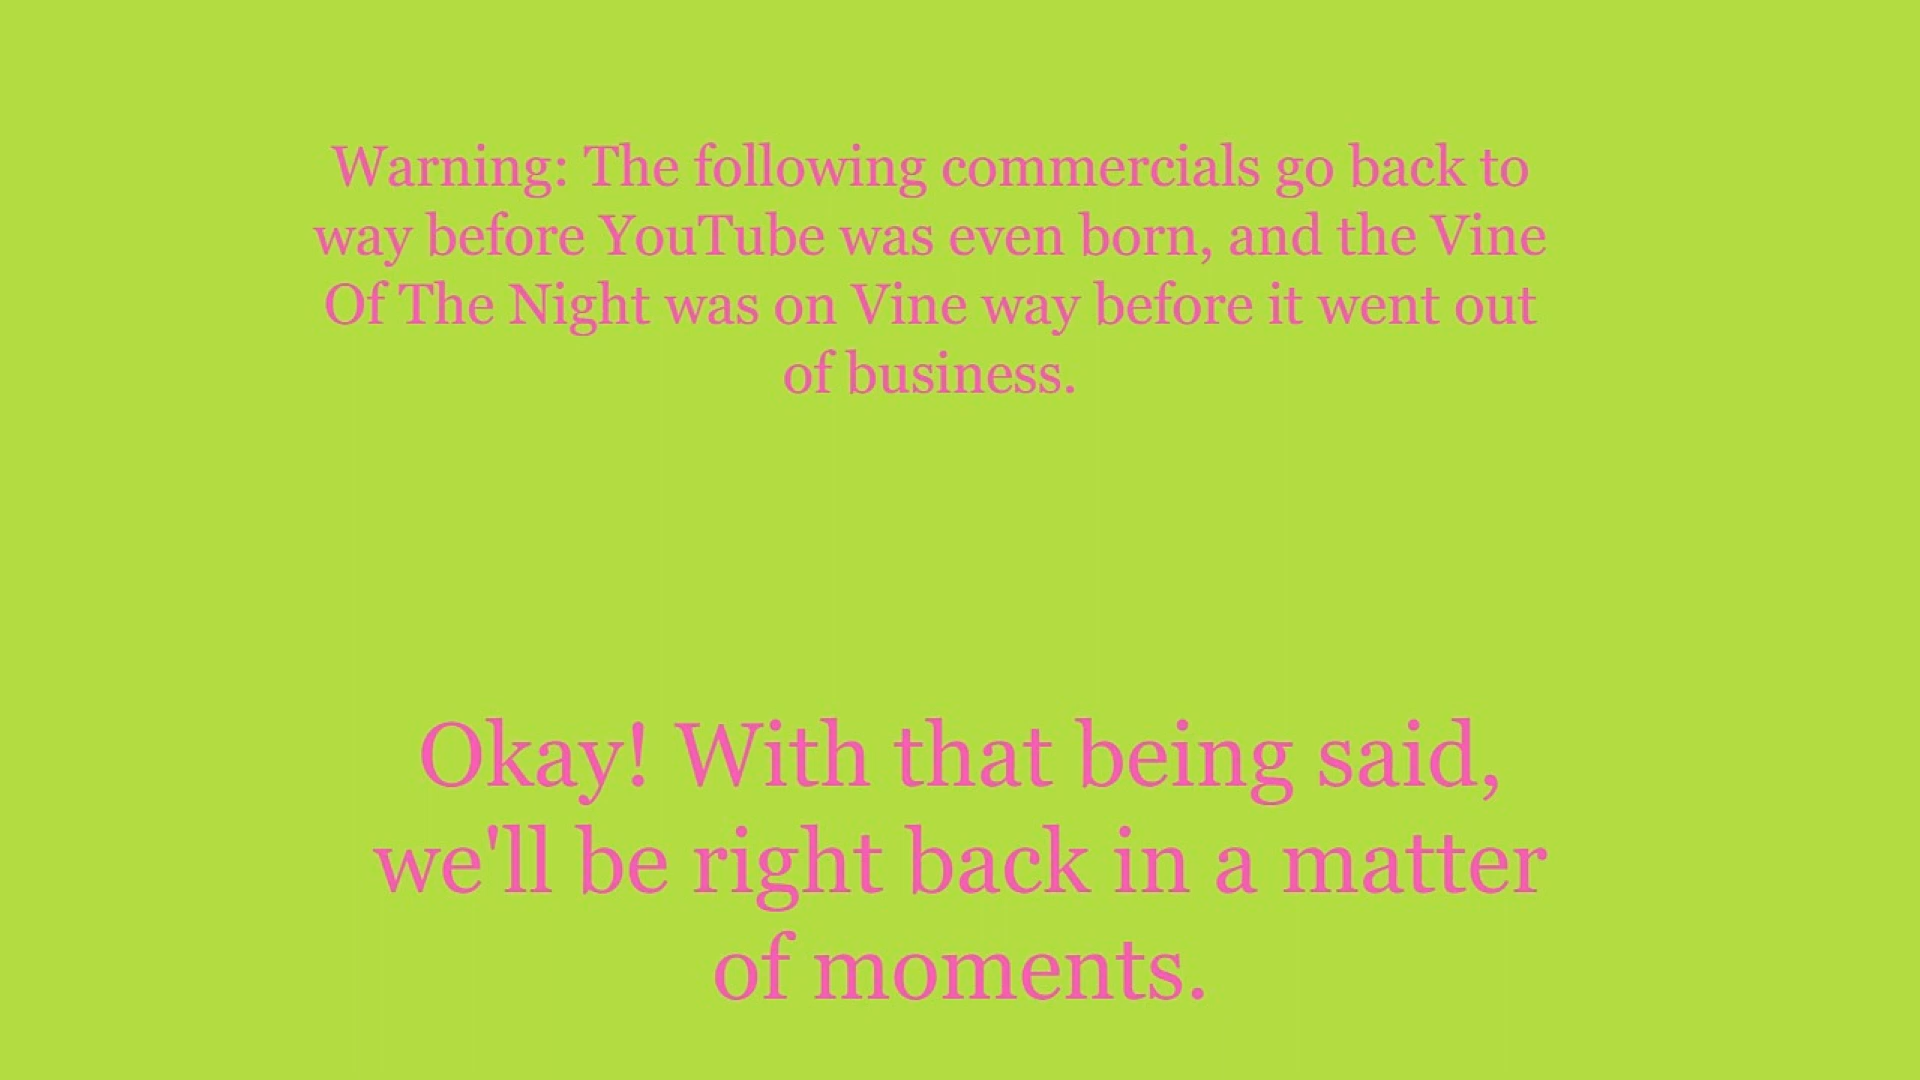 Warning: The following commercials go back to
way before YouTube was even born, and the Vine
Of The Night was on Vine way before it went out
of business.
Okay! With that being said,
we'll be right back in a matter
of moments.